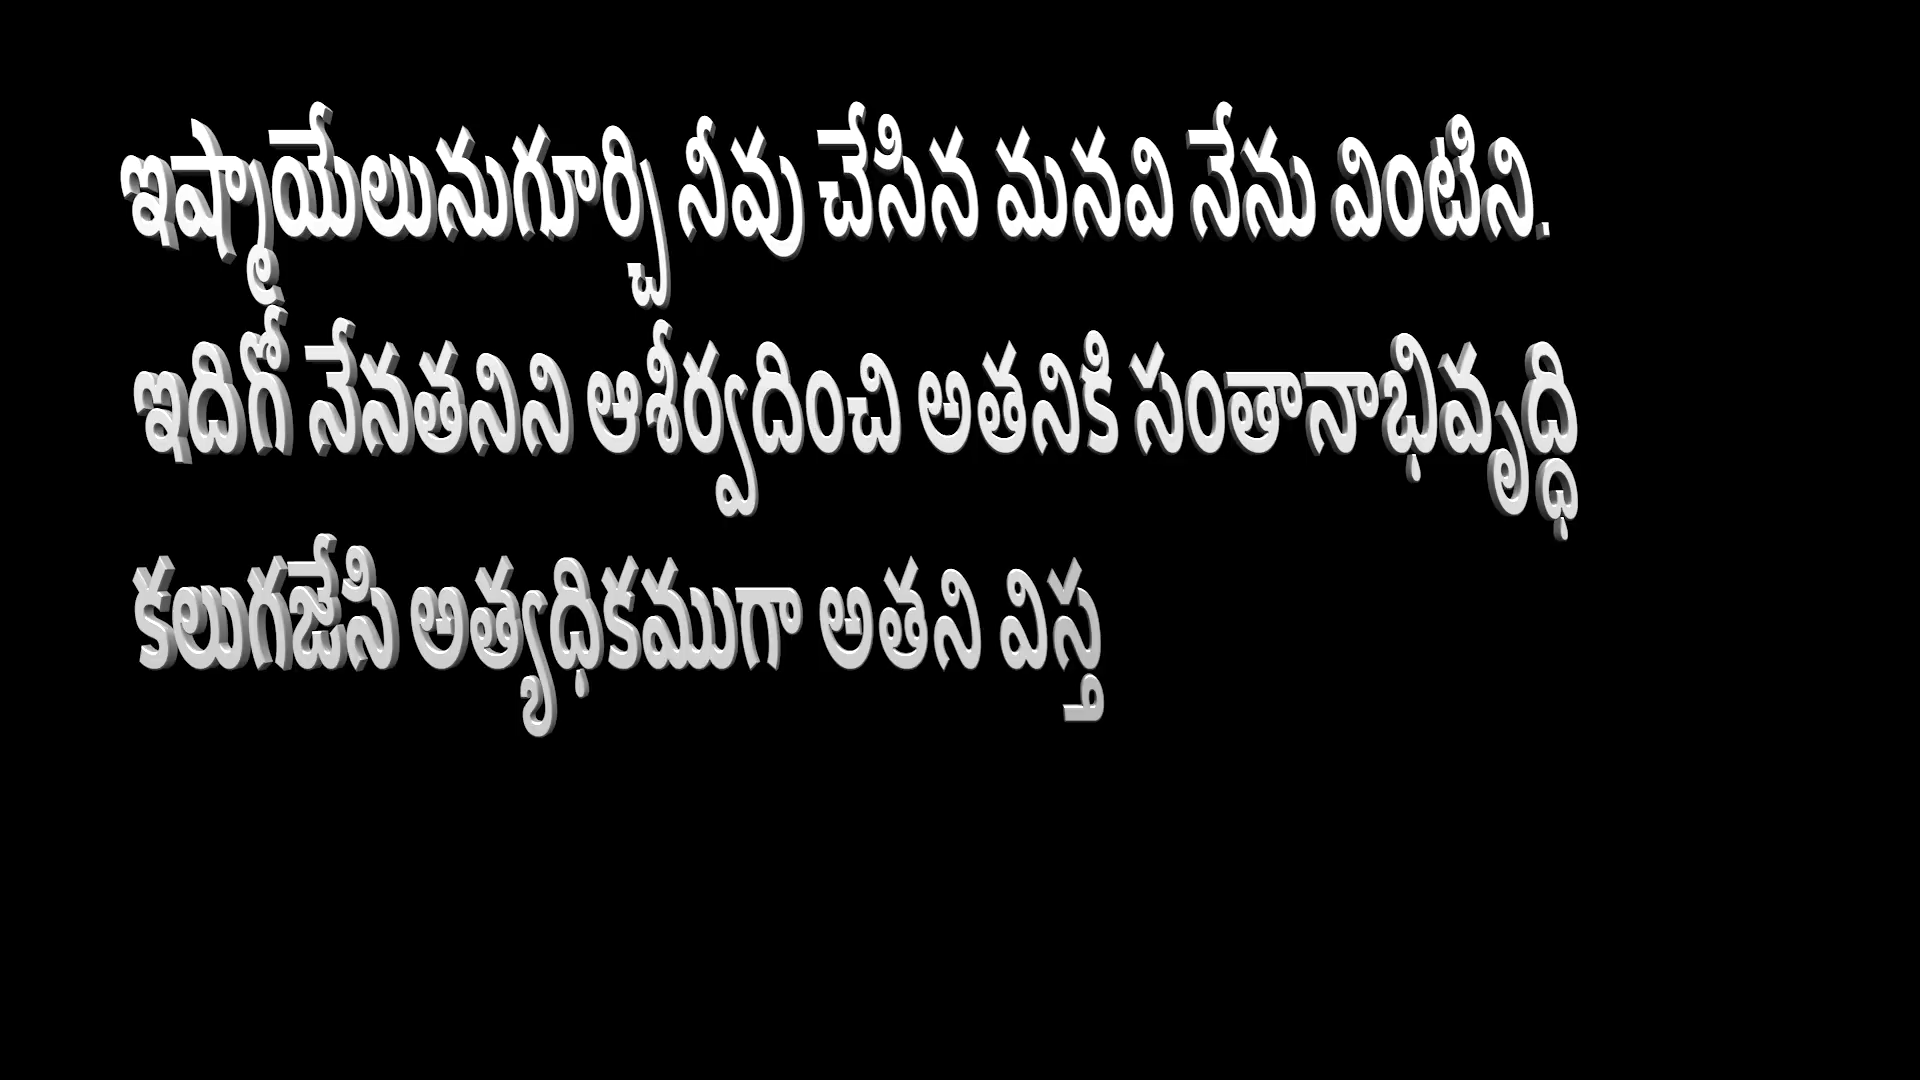 ఇష్మాయేలునుగూర్చి నీవు చేసిన మనవి నేను వింటిని.
ఇదిగో నేనతనిని ఆశీర్వదించి అతనికి సంతానాభివృద్ధి
కలుగజేసి అత్యధికముగా అతని విస్త